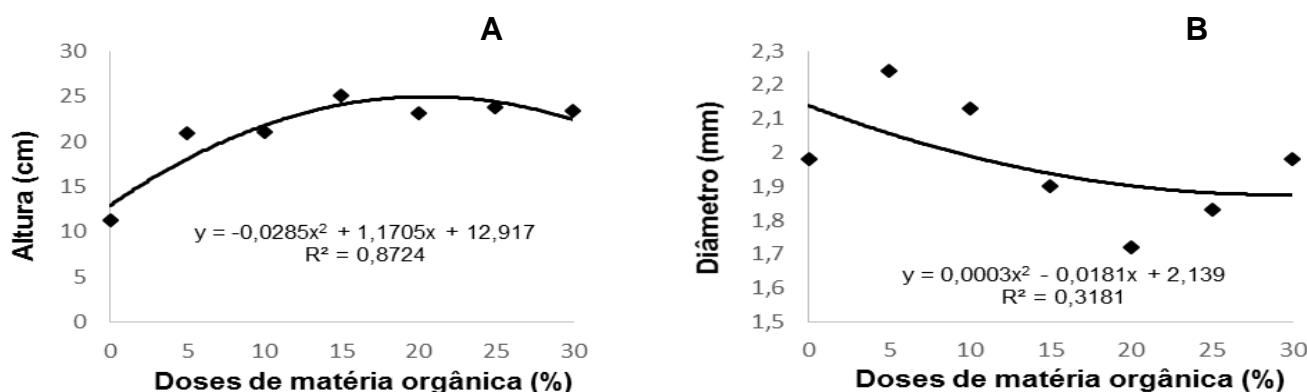 A
Altura (cm)
30
25
20
15
10
5
0
y = -0,0285x² + 1,1705x + 12,917
R² = 0,8724
0 5 10 15 20 25 30
Doses de matéria orgânica (%)
B
Diâmetro (mm)
2,3
2,2
2,1
2
1,9
1,8
1,7
1,6
1,5
y = 0,0003x² - 0,0181x + 2,139
R² = 0,3181
0 5 10 15 20 25 30
Doses de matéria orgânica (%)